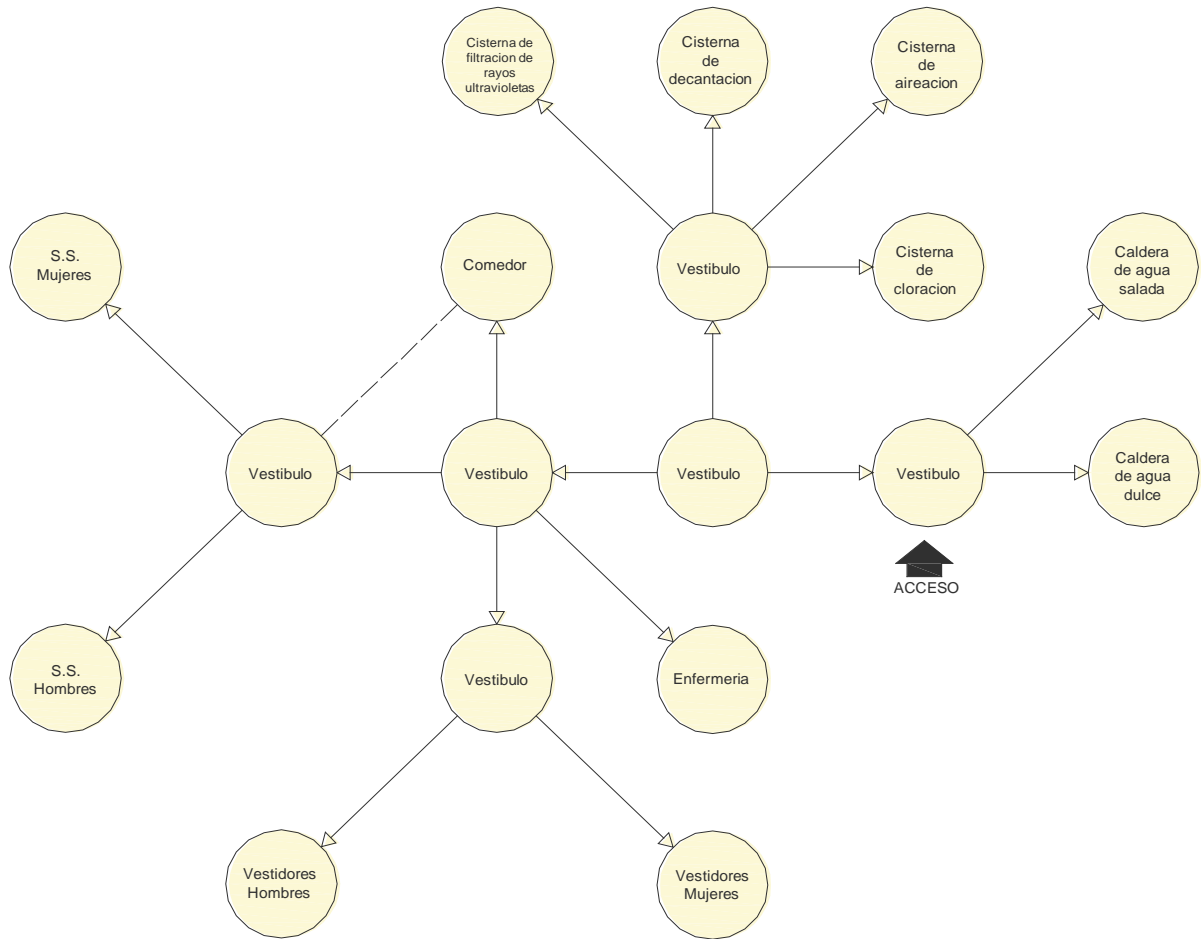 Cisterna de
filtracion de
rayos
ultravioletas
Cisterna
de
decantacion
Cisterna
de
aireacion
S.S.
Mujeres
Comedor
Vestibulo
Cisterna
de
cloracion
Caldera
de agua
salada
Vestibulo
Vestibulo
Vestibulo
Vestibulo
Caldera
de agua
dulce
ACCESO
S.S.
Hombres
Vestibulo
Enfermeria
Vestidores
Hombres
Vestidores
Mujeres